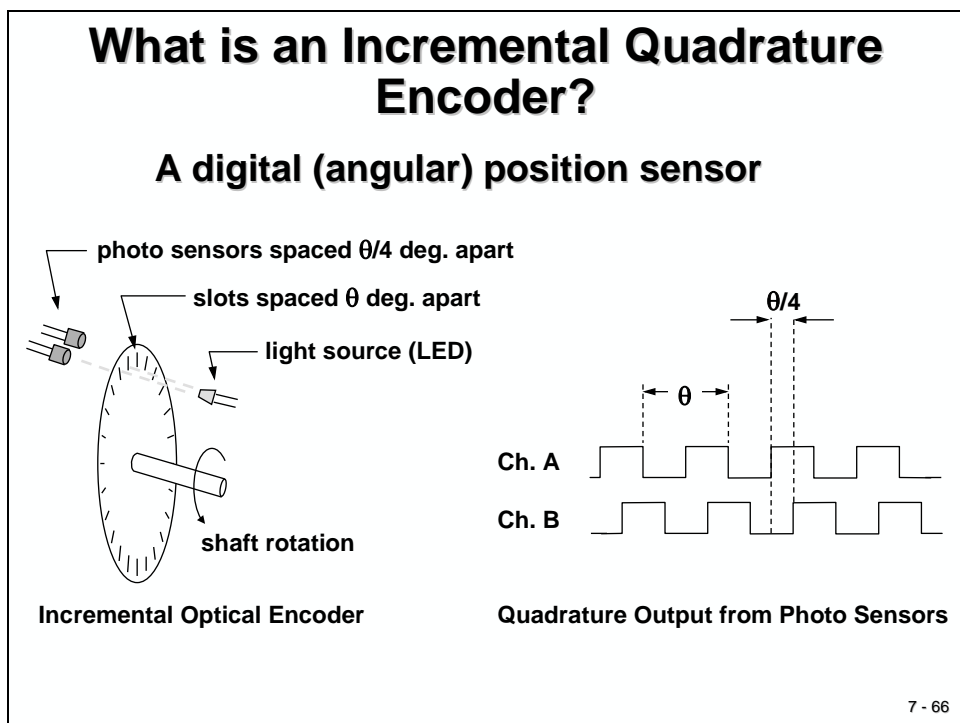 What is an Incremental Quadrature
Encoder?
A digital (angular) position sensor
photo sensors spaced θ/4 deg. apart
slots spaced θ deg. apart
light source (LED)
shaft rotation
Incremental Optical Encoder
θ/4
θ
Ch. A
Ch. B
Quadrature Output from Photo Sensors
7 - 66